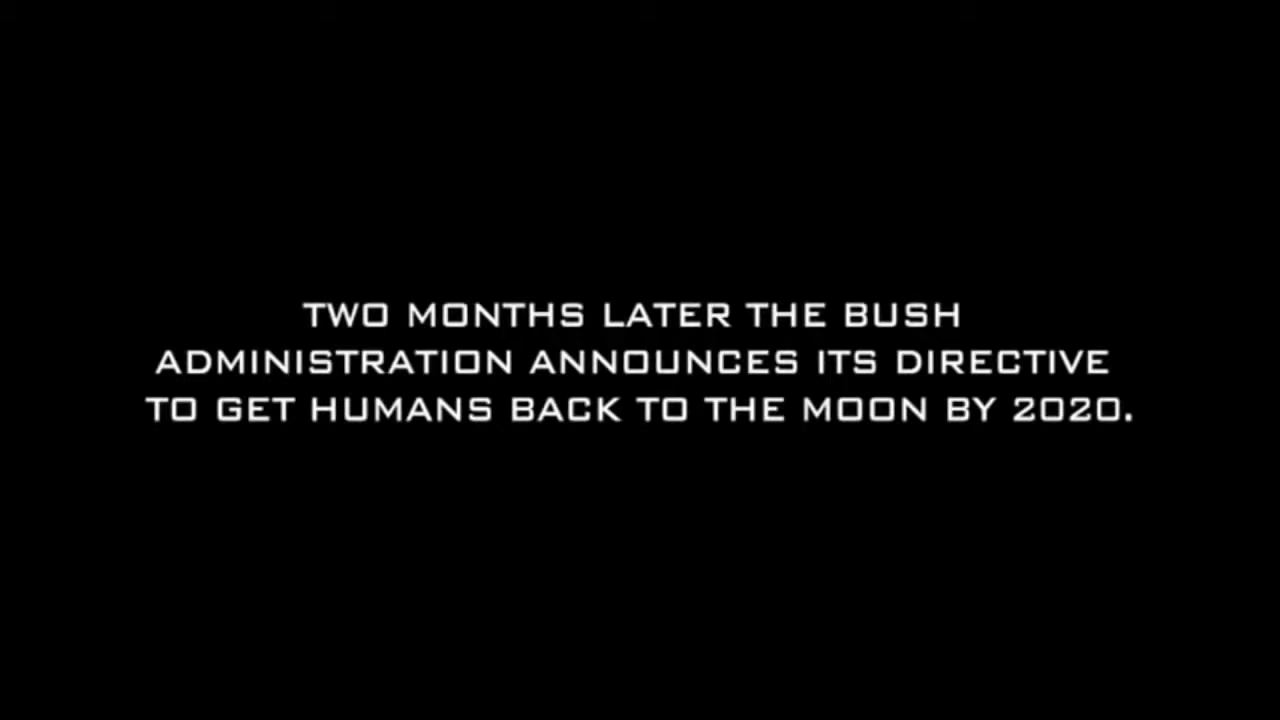 TWO MONTHS LATER THE BUSH
ADMINISTRATION ANNOUNCES ITS DIRECTIVE
TO GET HUMANS BACK TO THE MOON BY 2020.